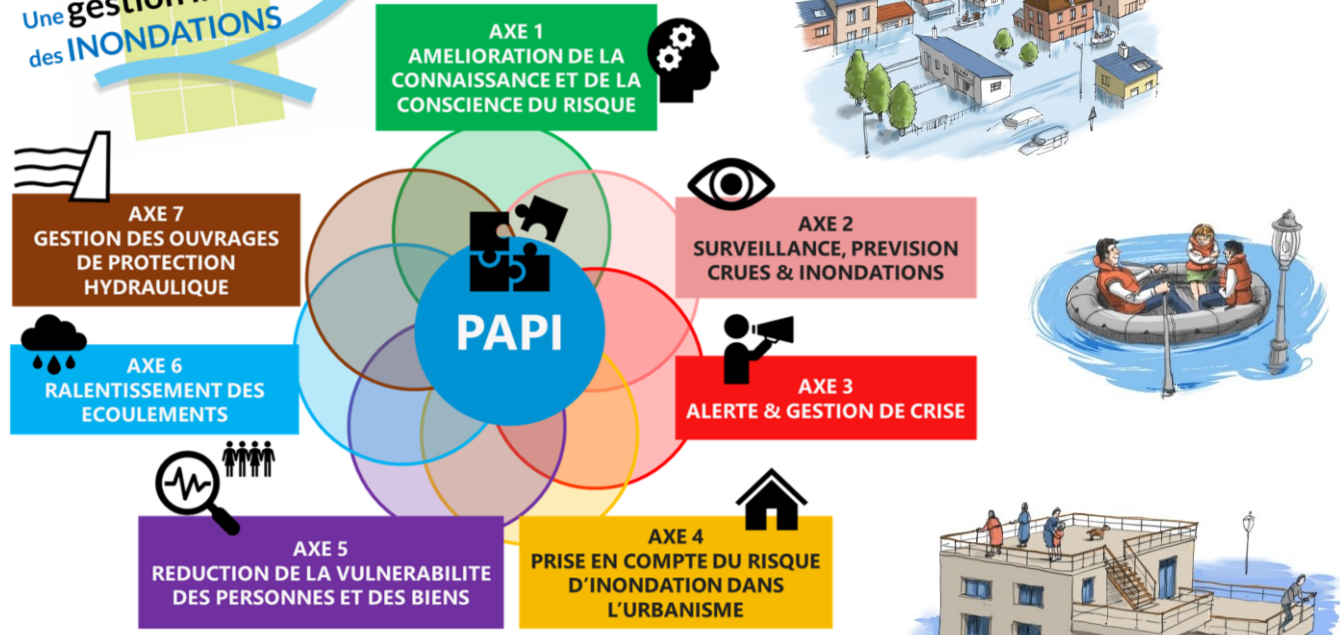 Une gestion
des INONDATIONS
AXE 1
AMELIORATION DE LA
CONNAISSANCE ET DE LA
CONSCIENCE DU RISQUE
AXE 7
GESTION DES OUVRAGES
DE PROTECTION
HYDRAULIQUE
AXE 2
SURVEILLANCE, PREVISION
CRUES & INONDATIONS
PAPI
AXE 6
RALENTISSEMENT DES
ECOULEMENTS
AXE 3
ALERTE & GESTION DE CRISE
AXE 5
REDUCTION DE LA VULNERABILITE
DES PERSONNES ET DES BIENS
AXE 4
PRISE EN COMPTE DU RISQUE
D'INONDATION DANS
L'URBANISME